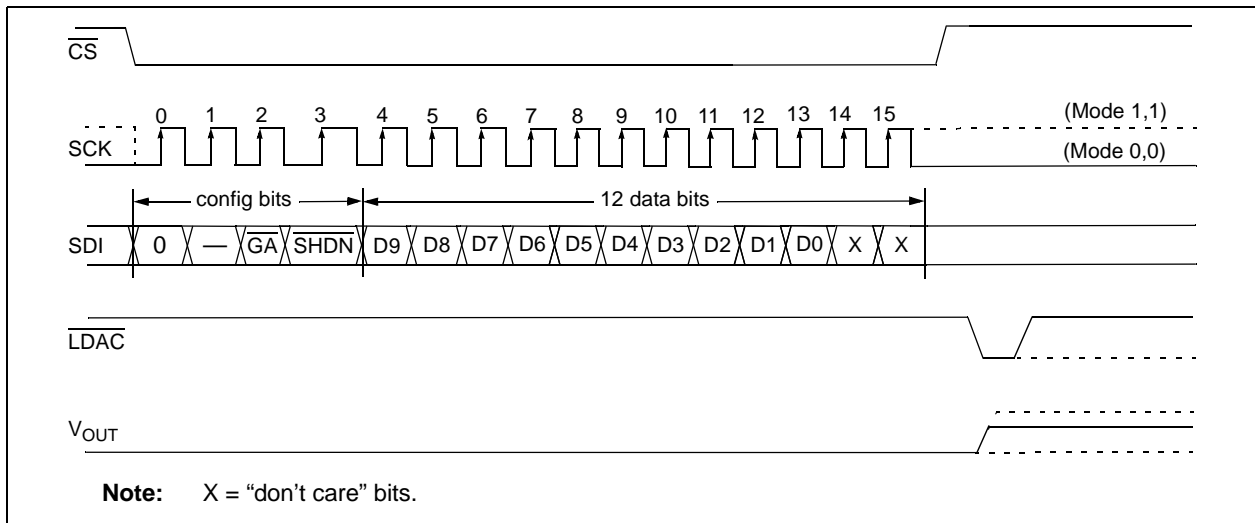 CS
0 1 2 3 4 5 6 7 8 9 10 11 12 13 14 15 (Mode 1,1)
SCK (Mode 0,0)
config bits 12 data bits
SDI 0 — GA SHDN D9 D8 D7 D6 D5 D4 D3 D2 D1 D0 X X
LDAC
VOUT
Note: X = “don’t care” bits.